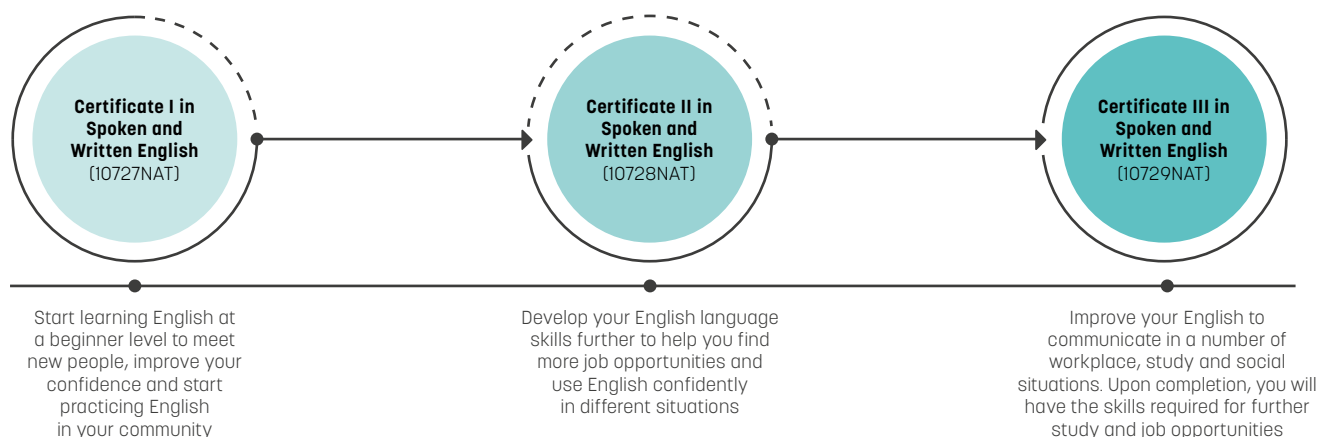 Certificate I in
Spoken and
Written English
(10727NAT)
Certificate II in
Spoken and
Written English
(10728NAT)
Certificate III in
Spoken and
Written English
(10729NAT)
Start learning English at
a beginner level to meet
new people, improve your
confidence and start
practicing English
in your community
Develop your English language
skills further to help you find
more job opportunities and
use English confidently
in different situations
Improve your English to
communicate in a number of
workplace, study and social
situations. Upon completion, you will
have the skills required for further
study and job opportunities